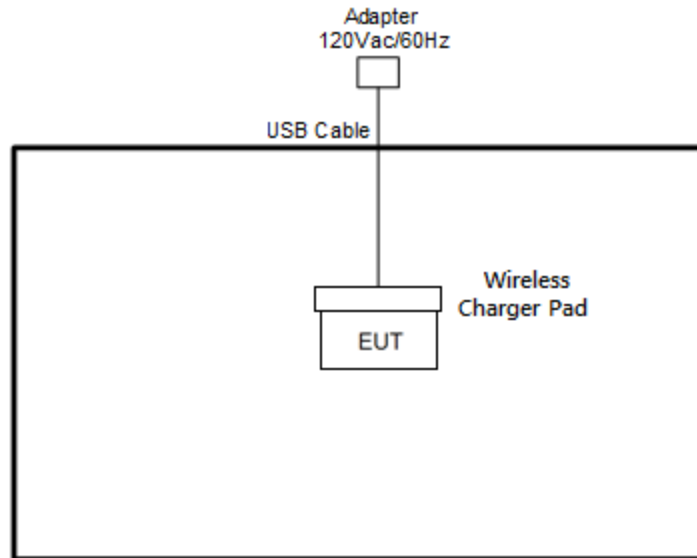 Adapter
120Vac/60Hz
USB Cable
Wireless
Charger Pad
EUT